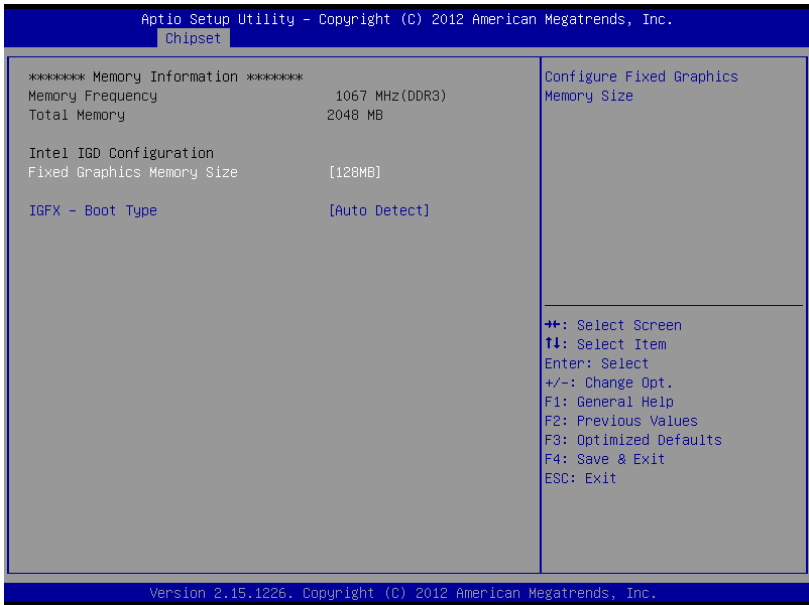 Aptio Setup Utility – Copyright (C) 2012 American Megatrends, Inc.
Chipset
******* Memory Information *******
Memory Frequency 1067 MHz(DDR3)
Total Memory 2048 MB
Intel IGD Configuration
Fixed Graphics Memory Size [128MB]
IGFX – Boot Type [Auto Detect]
Configure Fixed Graphics
Memory Size
→←: Select Screen
↑↓: Select Item
Enter: Select
+/-: Change Opt.
F1: General Help
F2: Previous Values
F3: Optimized Defaults
F4: Save & Exit
ESC: Exit
Version 2.15.1226. Copyright (C) 2012 American Megatrends, Inc.